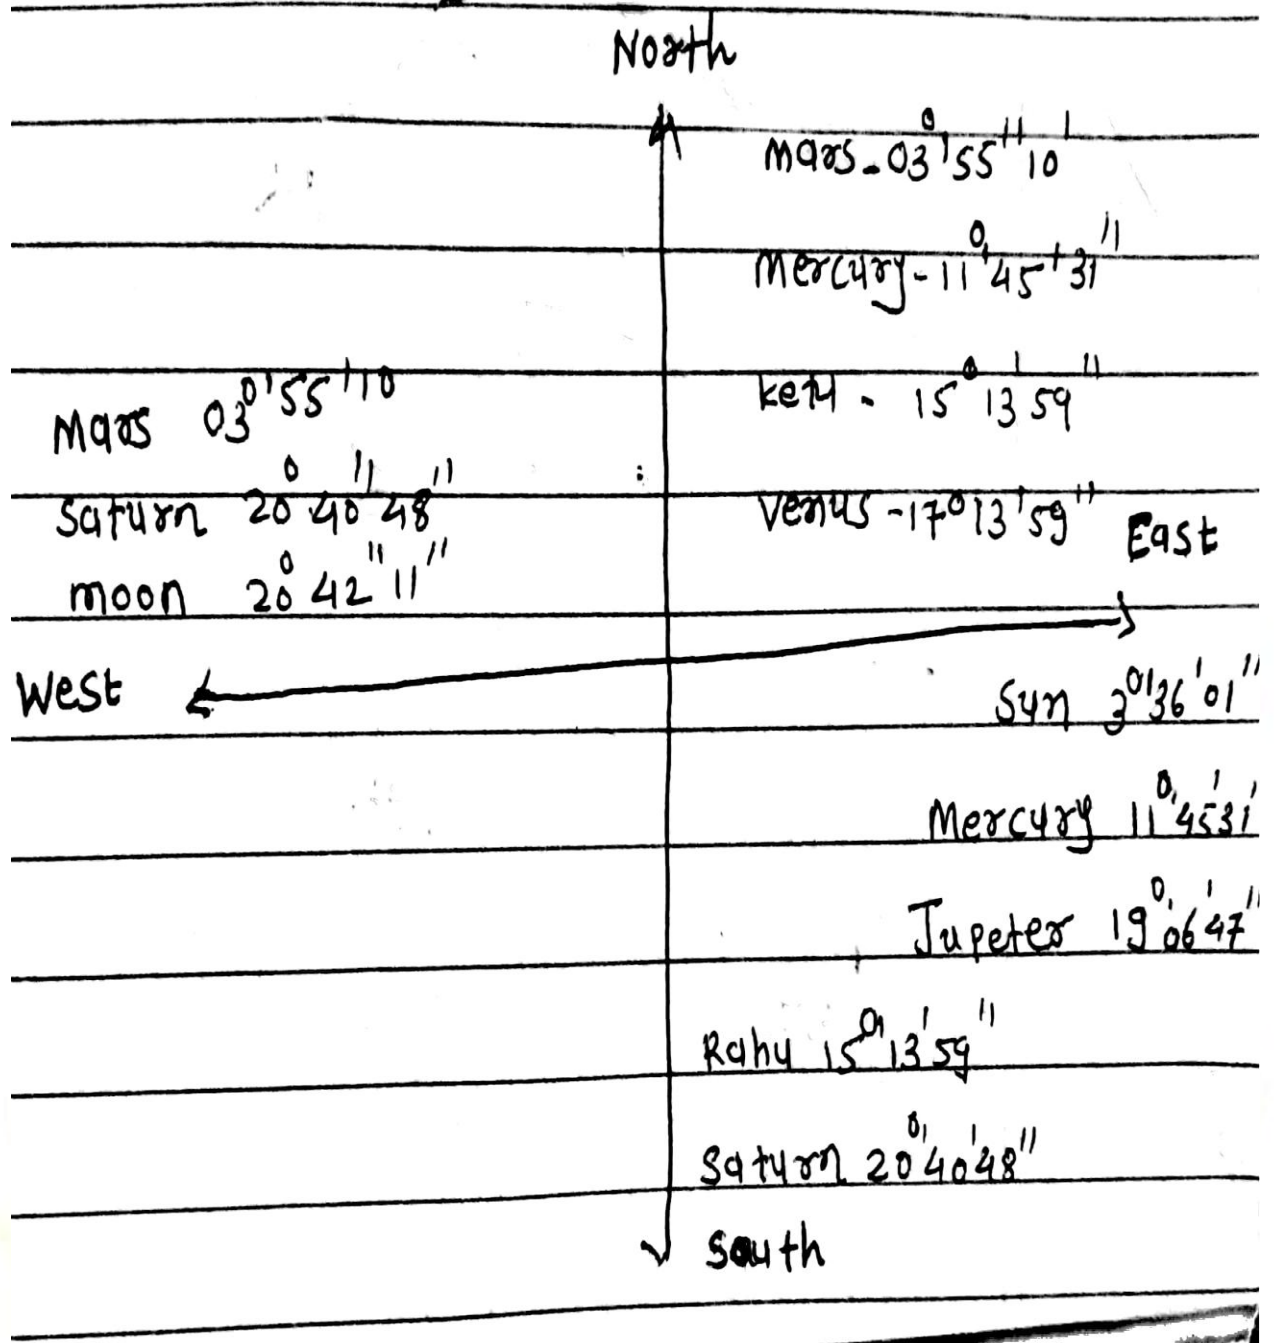 North
Mars - 03°'55''10'
Mercury - 11°'45'31''
Ketu - 15°13'59''
Venus - 17°13'59''
East
Mars 03°'55'10
Saturn 20°40''48''
moon 20°42''11''
West
Sun 3°'36'01''
Mercury 11°'45'31'
Jupeter 19°'06'47''
Rahu 15°'13'59''
Saturn 20°'40'48''
South